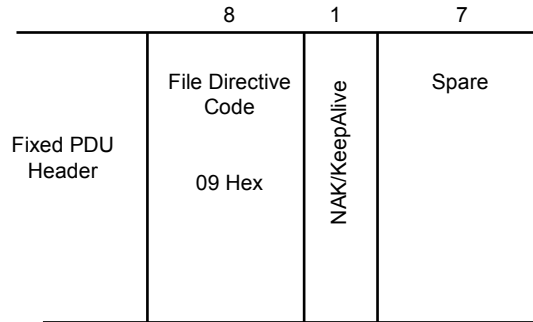 8 1 7
File Directive
Code
Spare
NAK/KeepAlive
Fixed PDU
Header
09 Hex